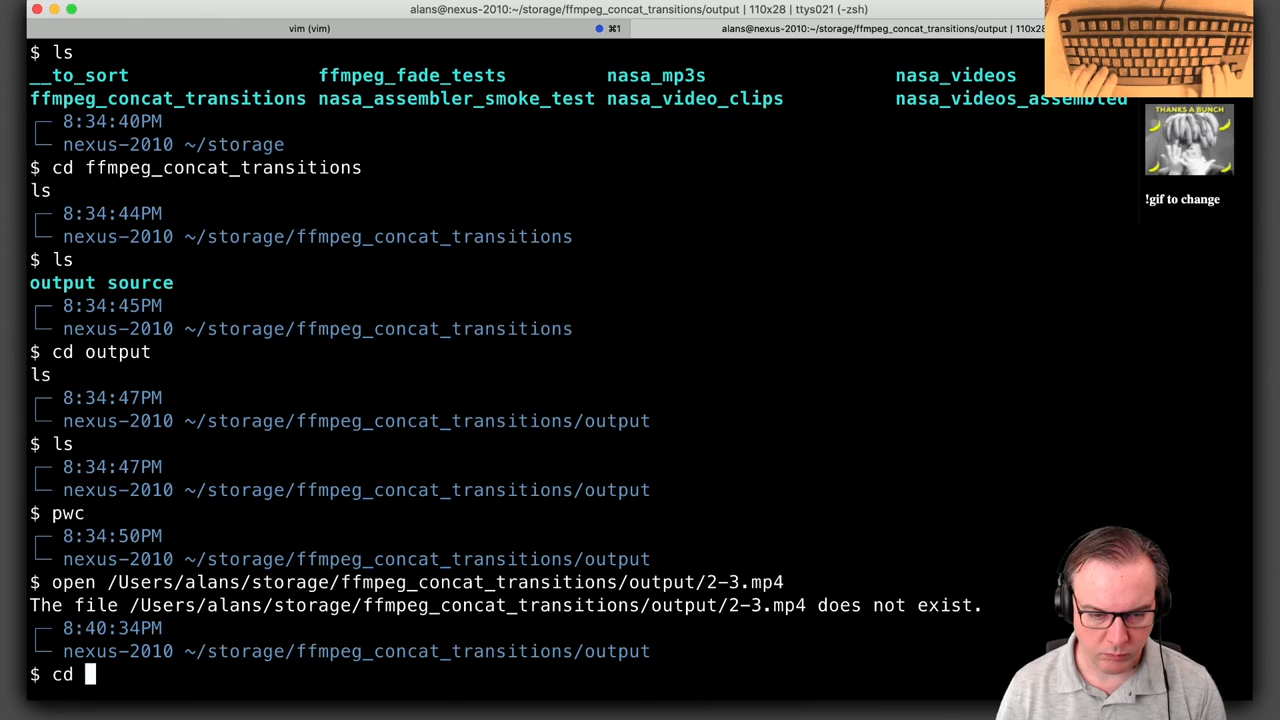 alans@nexus-2010:~/storage/ffmpeg_concat_transitions/output | 110x28 | ttys021 (-zsh)
vim (vim) ⌘1 alans@nexus-2010:~/storage/ffmpeg_concat_transitions/output | 110x28
$ ls
__to_sort ffmpeg_fade_tests nasa_mp3s nasa_videos
ffmpeg_concat_transitions nasa_assembler_smoke_test nasa_video_clips nasa_videos_assembled
8:34:40PM
nexus-2010 ~/storage
$ cd ffmpeg_concat_transitions
ls
8:34:44PM
nexus-2010 ~/storage/ffmpeg_concat_transitions
$ ls
output source
8:34:45PM
nexus-2010 ~/storage/ffmpeg_concat_transitions
$ cd output
ls
8:34:47PM
nexus-2010 ~/storage/ffmpeg_concat_transitions/output
$ ls
8:34:47PM
nexus-2010 ~/storage/ffmpeg_concat_transitions/output
$ pwc
8:34:50PM
nexus-2010 ~/storage/ffmpeg_concat_transitions/output
$ open /Users/alans/storage/ffmpeg_concat_transitions/output/2-3.mp4
The file /Users/alans/storage/ffmpeg_concat_transitions/output/2-3.mp4 does not exist.
8:40:34PM
nexus-2010 ~/storage/ffmpeg_concat_transitions/output
$ cd
THANKS A BUNCH
!gif to change